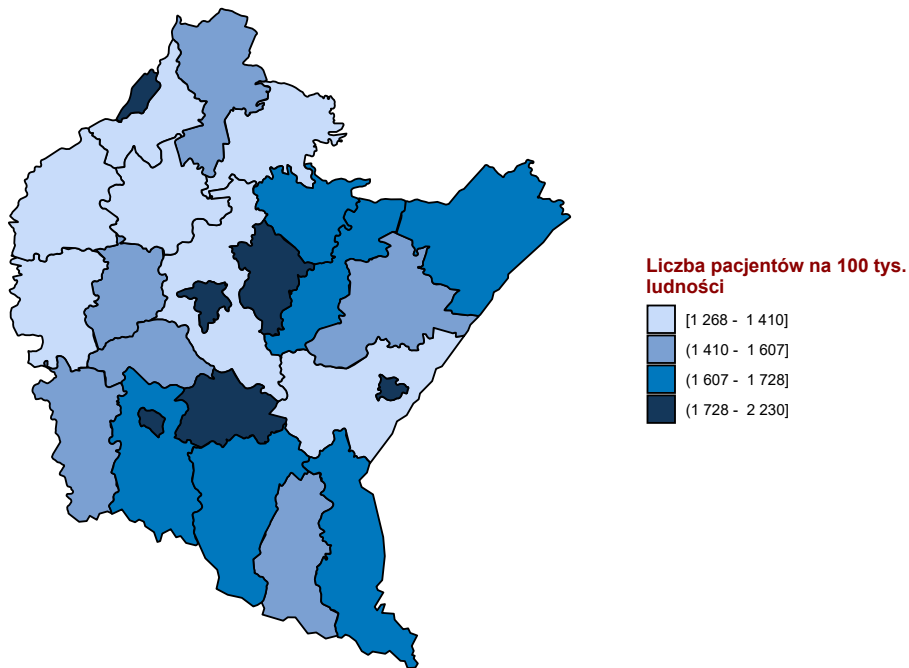 Liczba pacjentów na 100 tys.
ludności
[1 268 - 1 410]
(1 410 - 1 607]
(1 607 - 1 728]
(1 728 - 2 230]